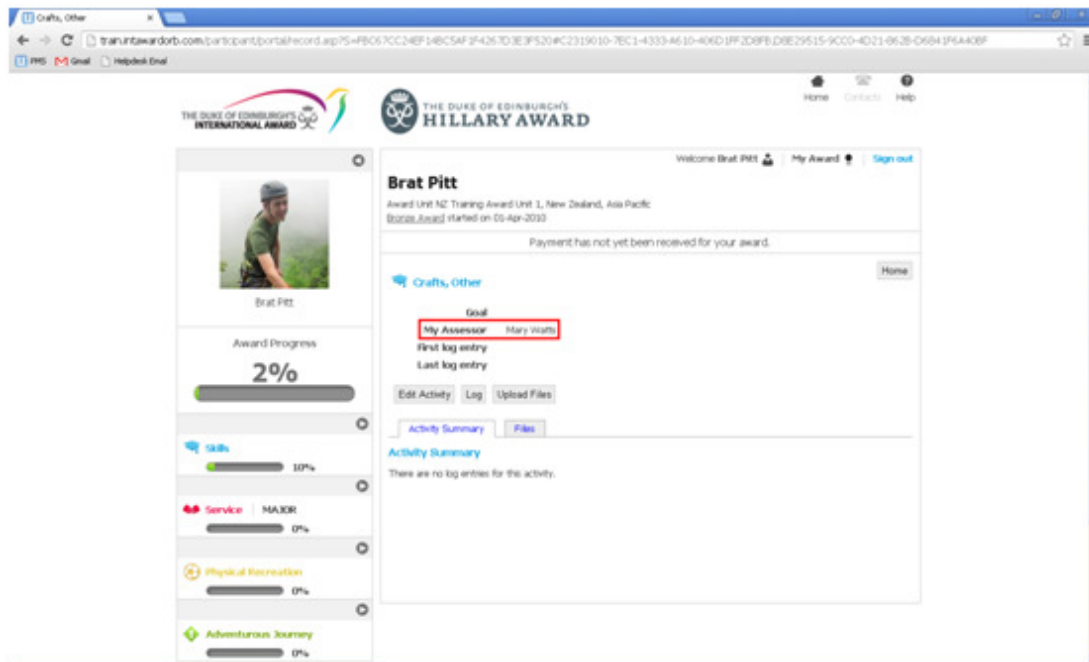 Crafts, Other
PMS Gmail Helpdesk Email
Home Contacts Help
THE DUKE OF EDINBURGH'S
INTERNATIONAL AWARD
THE DUKE OF EDINBURGH'S
HILLARY AWARD
Welcome Brat Pitt My Award Sign out
Brat Pitt
Award Unit NZ Training Award Unit 1, New Zealand, Asia Pacific
Bronze Award started on 01-Apr-2010
Payment has not yet been received for your award.
Home
Crafts, Other
Goal
My Assessor Mary Watts
First log entry
Last log entry
Edit Activity Log Upload Files
Activity Summary Files
Activity Summary
There are no log entries for this activity.
Brat Pitt
Award Progress
2%
Skills
10%
Service MAJOR
0%
Physical Recreation
0%
Adventurous Journey
0%